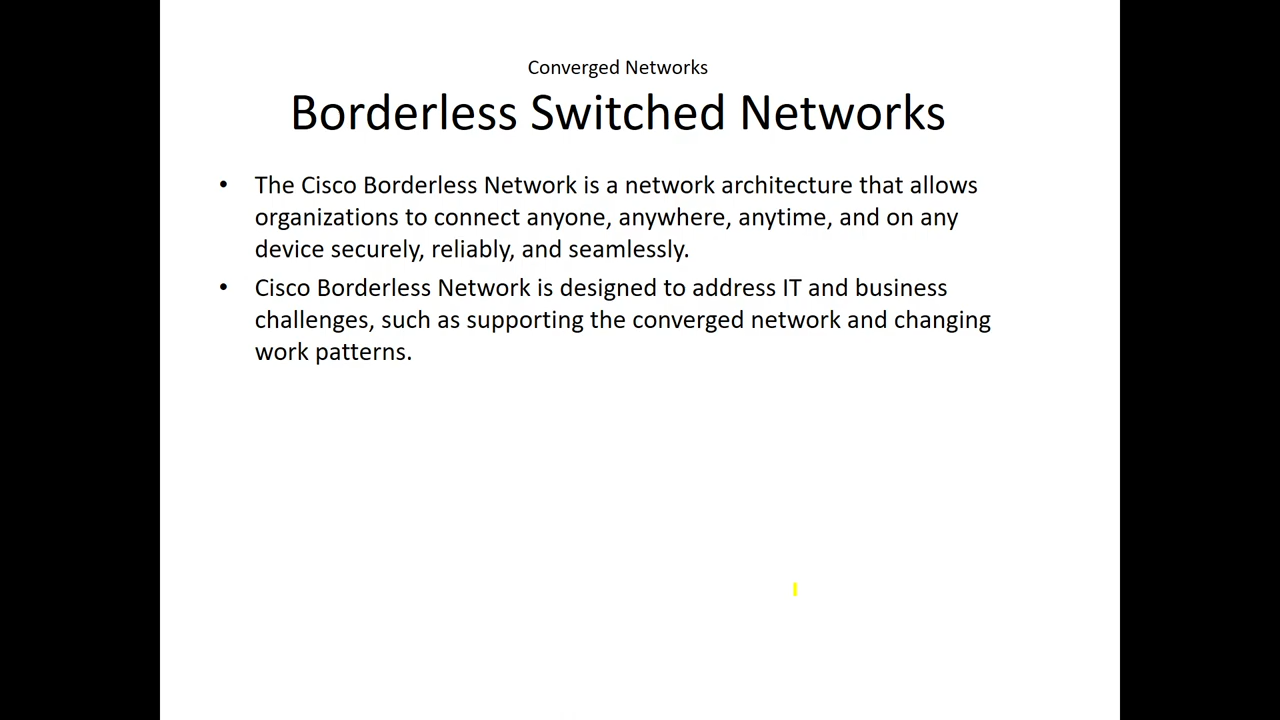 Converged Networks
Borderless Switched Networks
• The Cisco Borderless Network is a network architecture that allows
organizations to connect anyone, anywhere, anytime, and on any
device securely, reliably, and seamlessly.
• Cisco Borderless Network is designed to address IT and business
challenges, such as supporting the converged network and changing
work patterns.